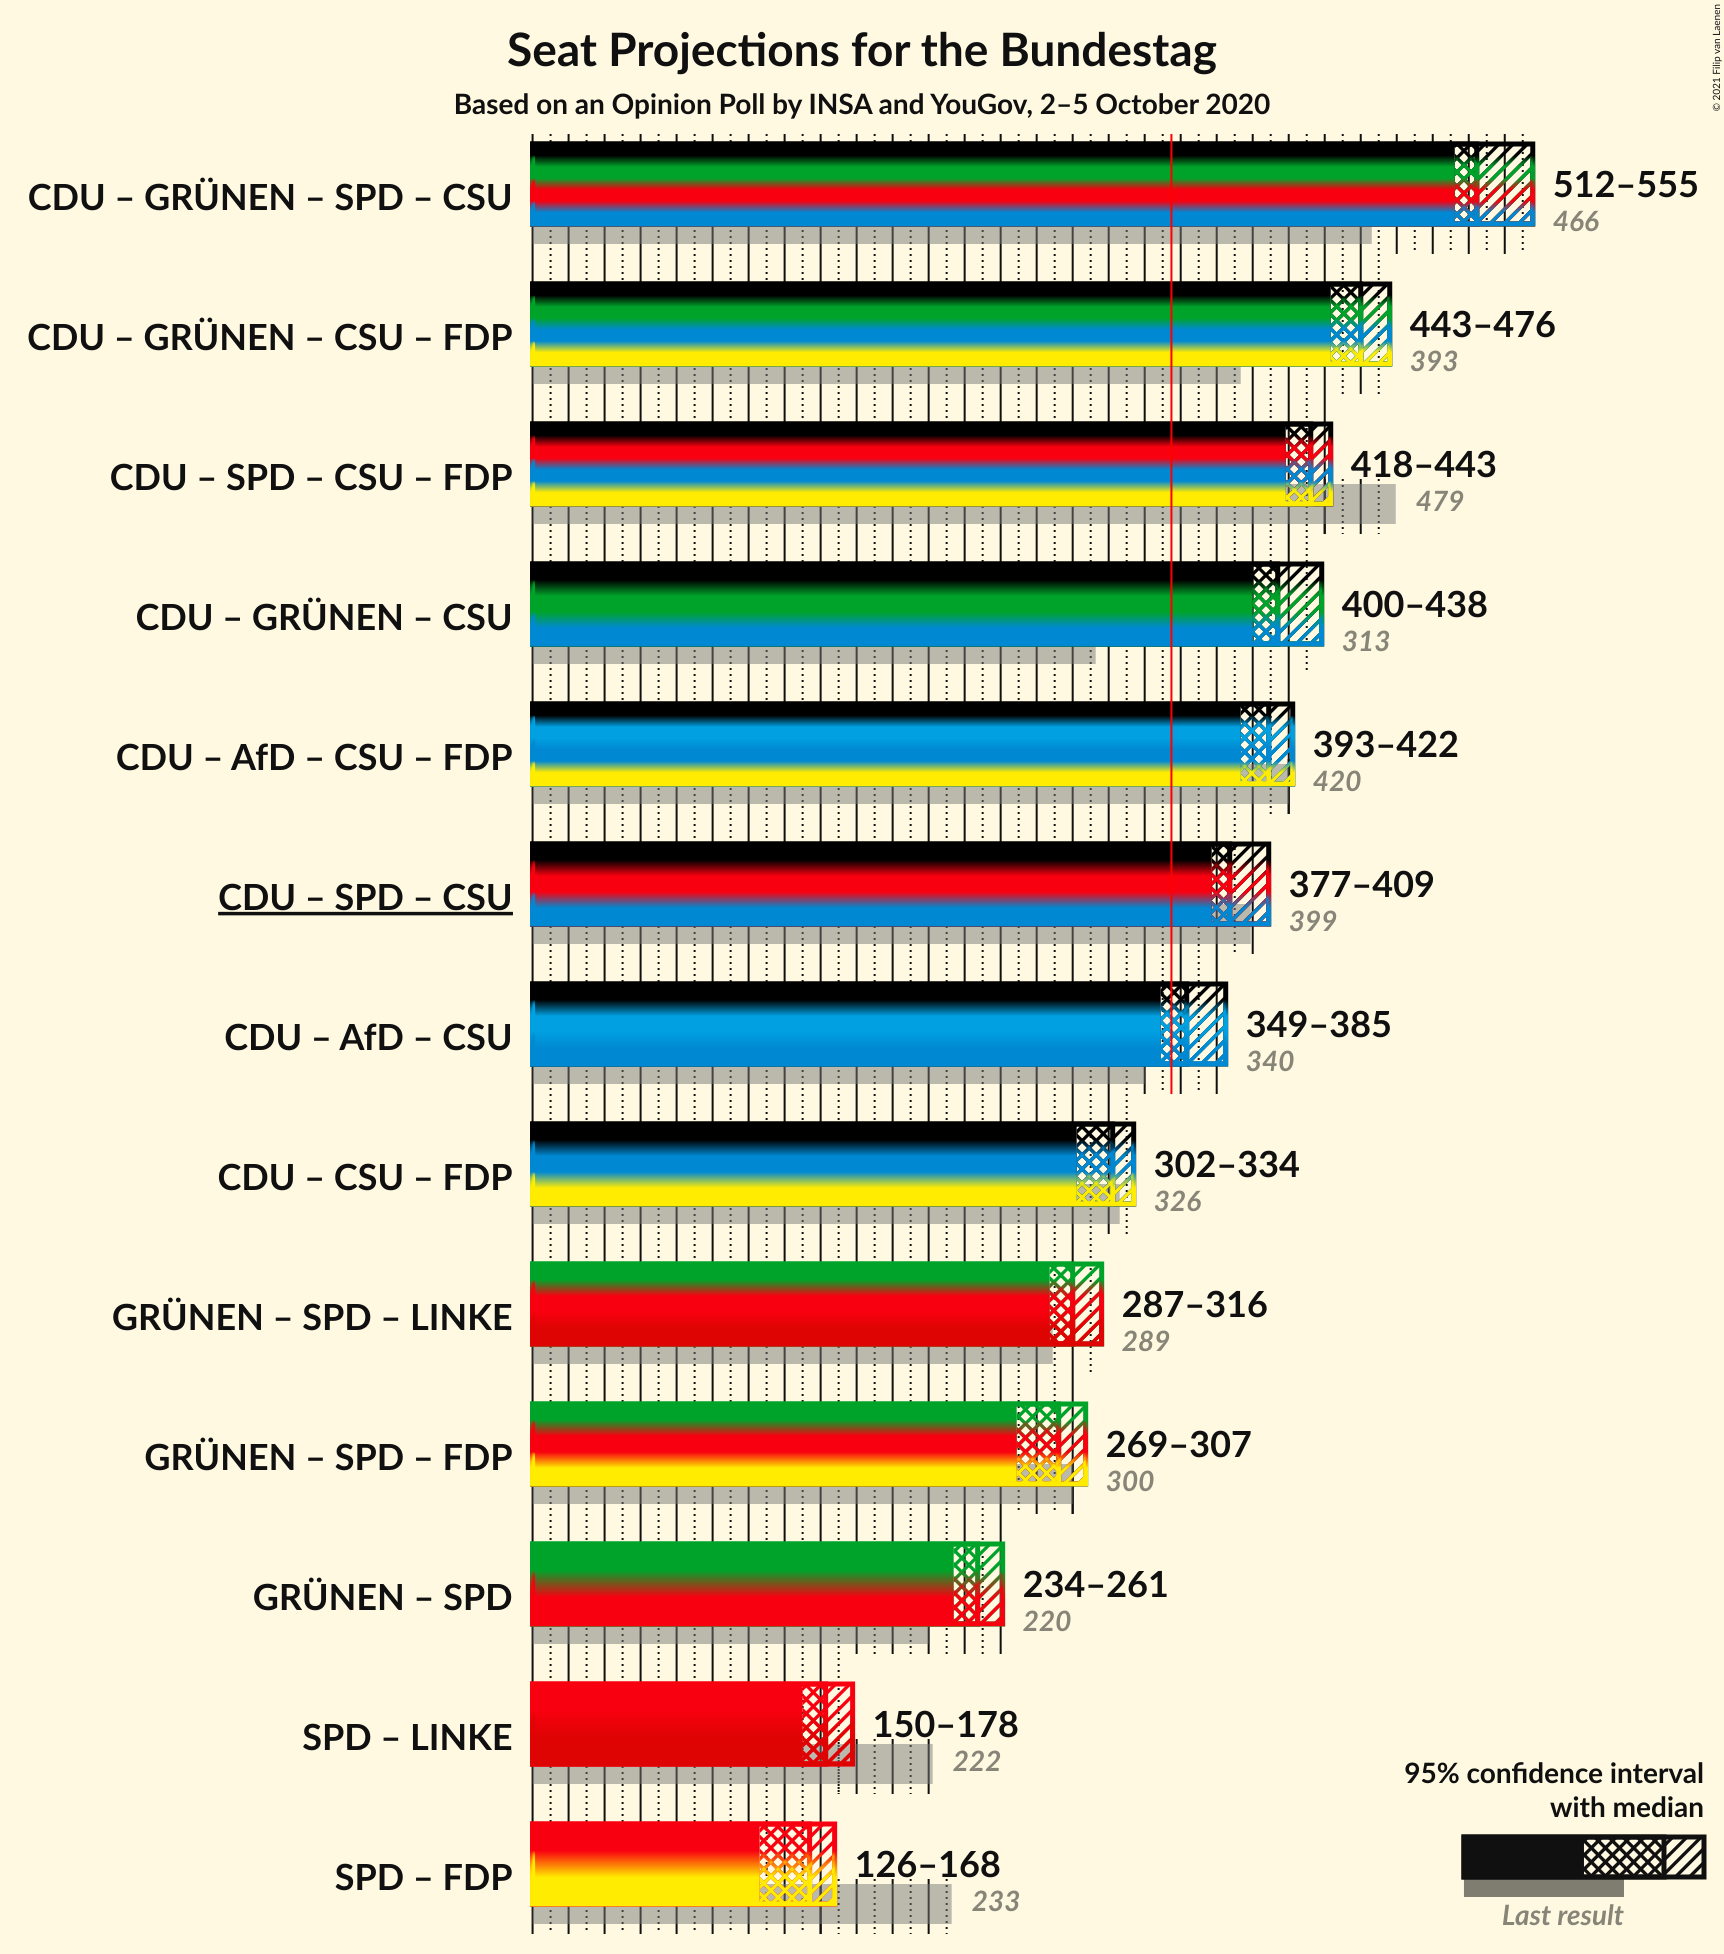 Seat Projections for the Bundestag
Based on an Opinion Poll by INSA and YouGov, 2–5 October 2020
© 2021 Filip van Laenen
CDU – GRÜNEN – SPD – CSU
512–555
466
CDU – GRÜNEN – CSU – FDP
443–476
393
CDU – SPD – CSU – FDP
418–443
479
CDU – GRÜNEN – CSU
400–438
313
CDU – AfD – CSU – FDP
393–422
420
CDU – SPD – CSU
377–409
399
CDU – AfD – CSU
349–385
340
CDU – CSU – FDP
302–334
326
GRÜNEN – SPD – LINKE
287–316
289
GRÜNEN – SPD – FDP
269–307
300
GRÜNEN – SPD
234–261
220
SPD – LINKE
150–178
222
SPD – FDP
126–168
233
95% confidence interval
with median
Last result